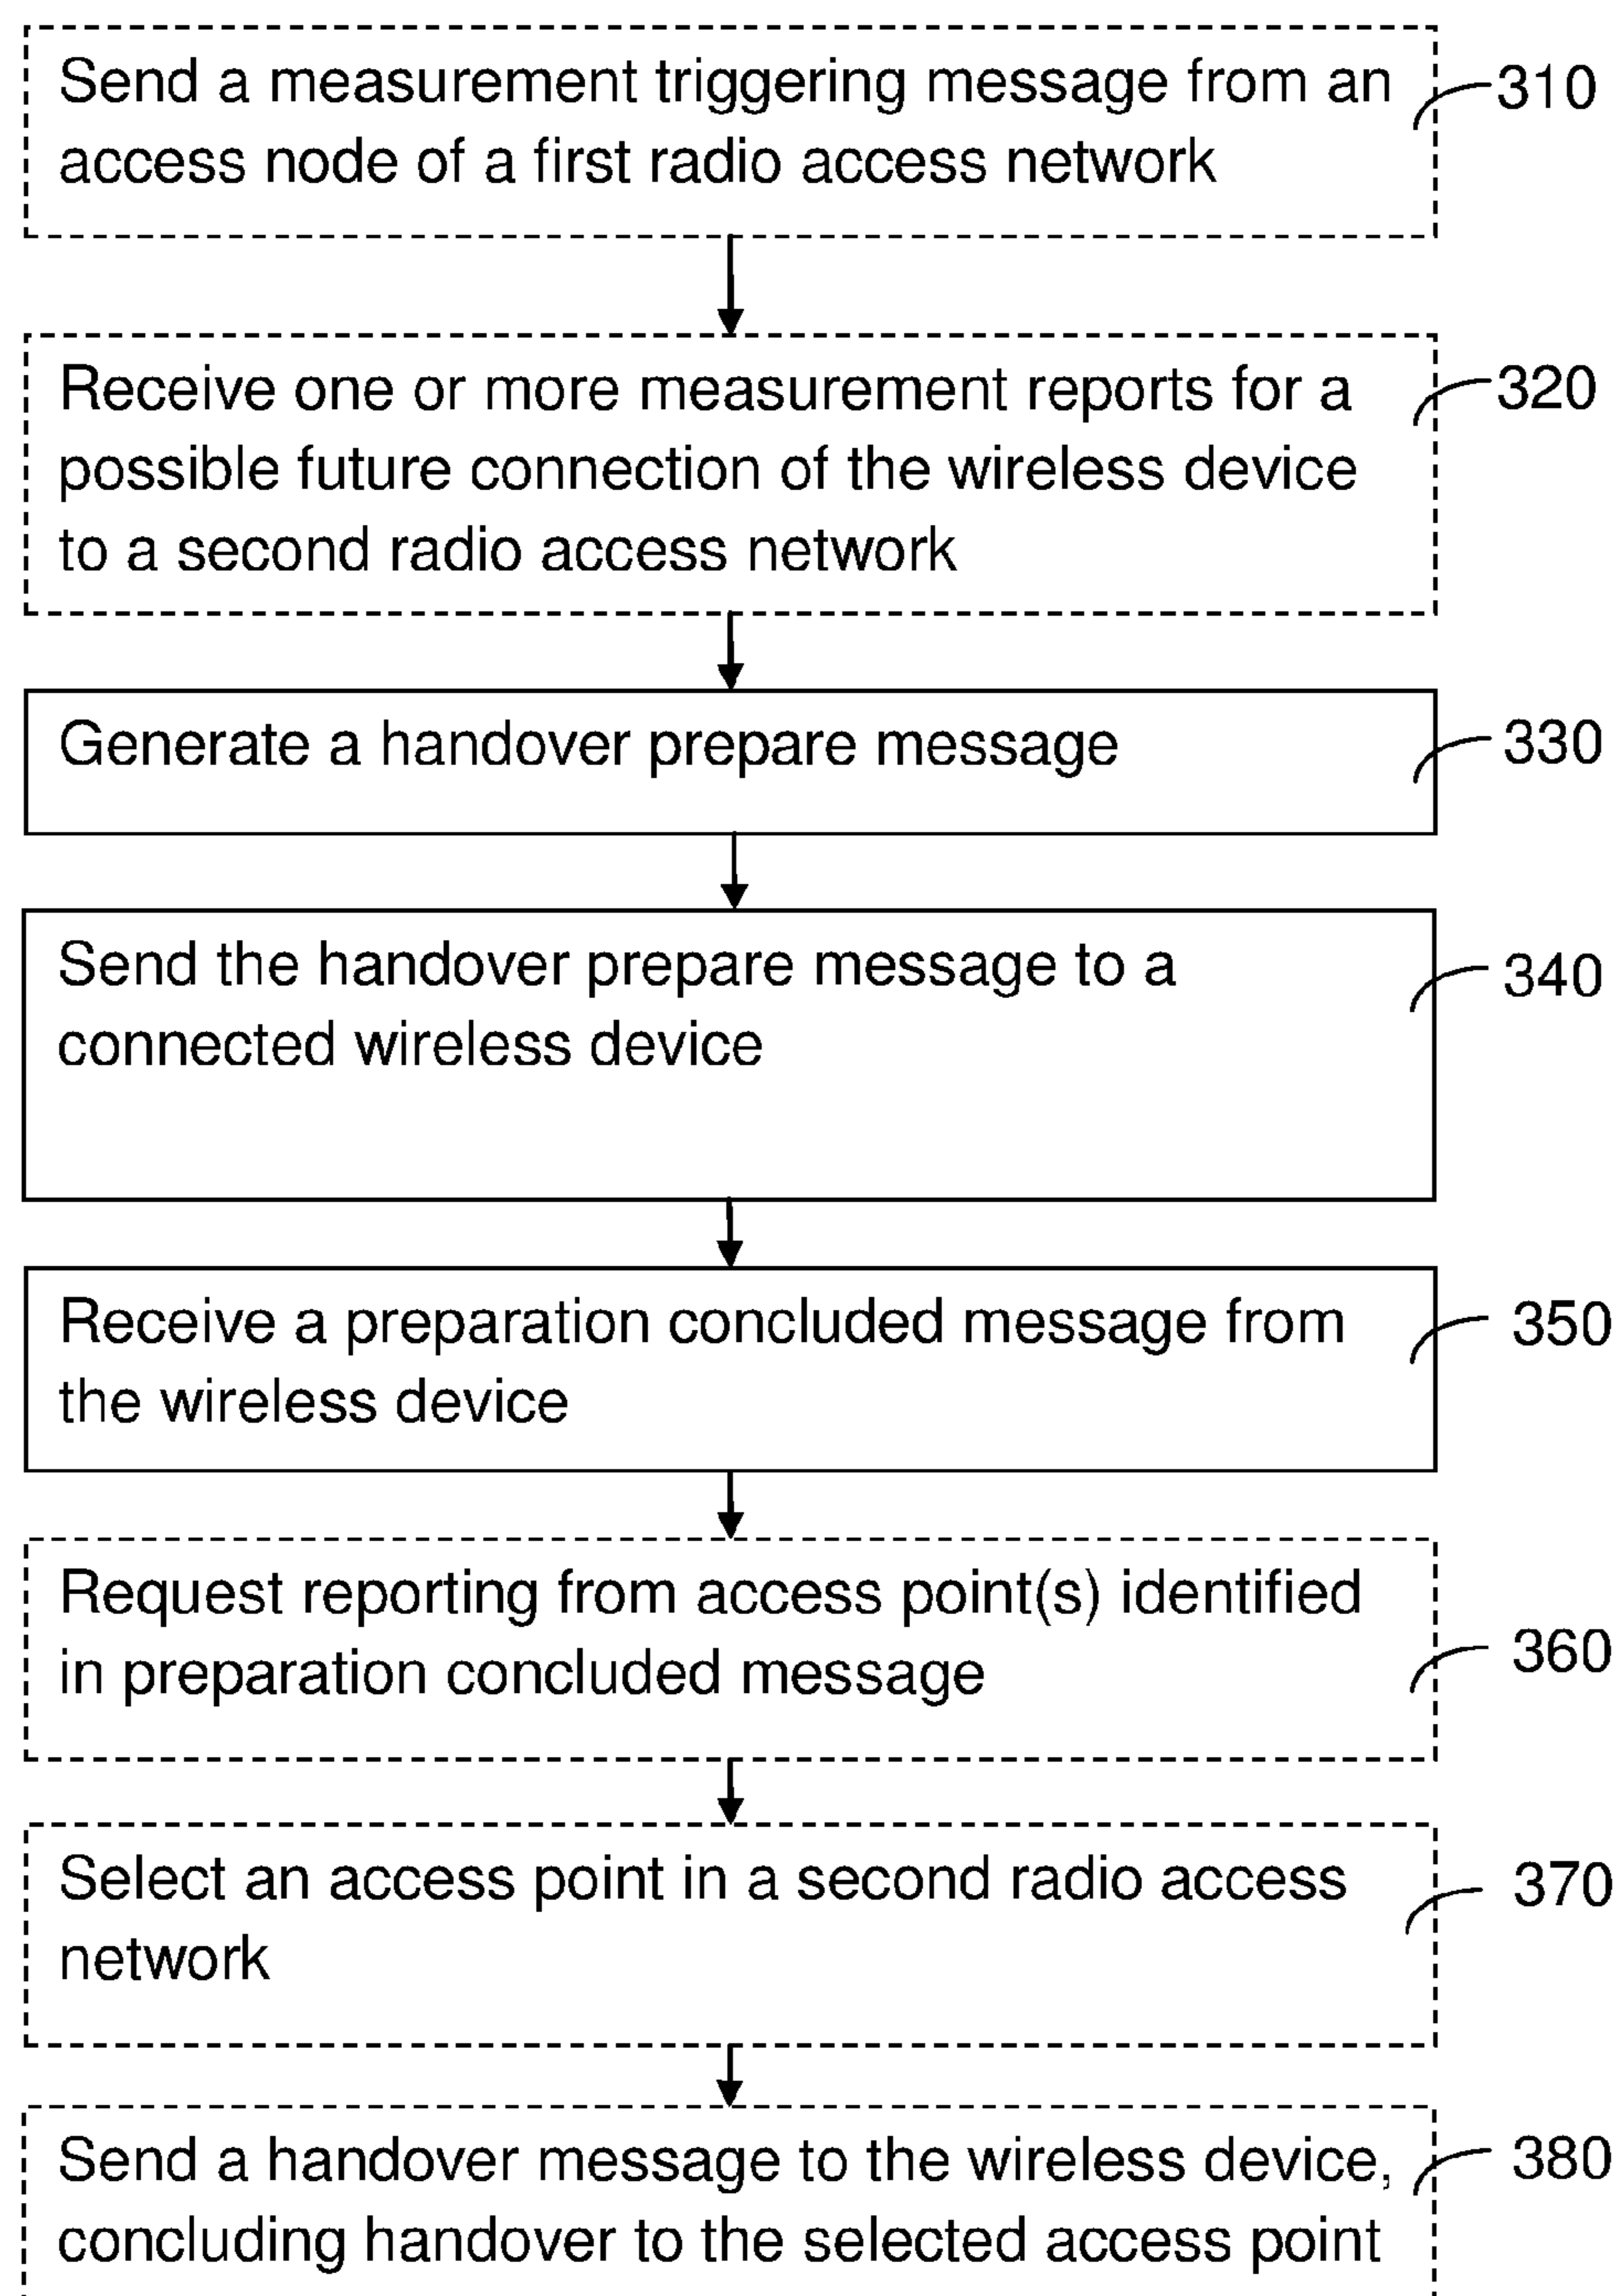 Send a measurement triggering message from an
access node of a first radio access network
310
Receive one or more measurement reports for a
possible future connection of the wireless device
to a second radio access network
320
Generate a handover prepare message
330
Send the handover prepare message to a
connected wireless device
340
Receive a preparation concluded message from
the wireless device
350
Request reporting from access point(s) identified
in preparation concluded message
360
Select an access point in a second radio access
network
370
Send a handover message to the wireless device,
concluding handover to the selected access point
380